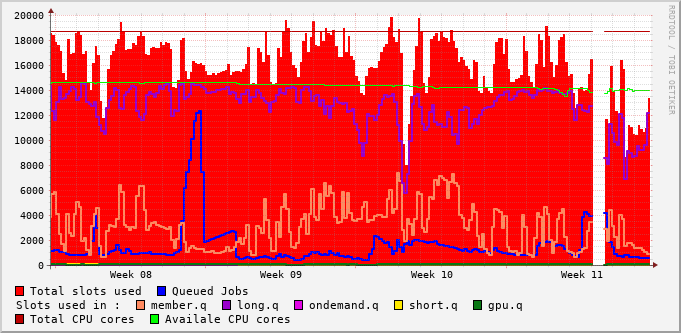 RRDTOOL / TOBI OETIKER
20000
18000
16000
14000
12000
10000
8000
6000
4000
2000
0
Week 08 Week 09 Week 10 Week 11
Total slots used Queued Jobs
Slots used in : member.q long.q ondemand.q short.q gpu.q
Total CPU cores Availale CPU cores